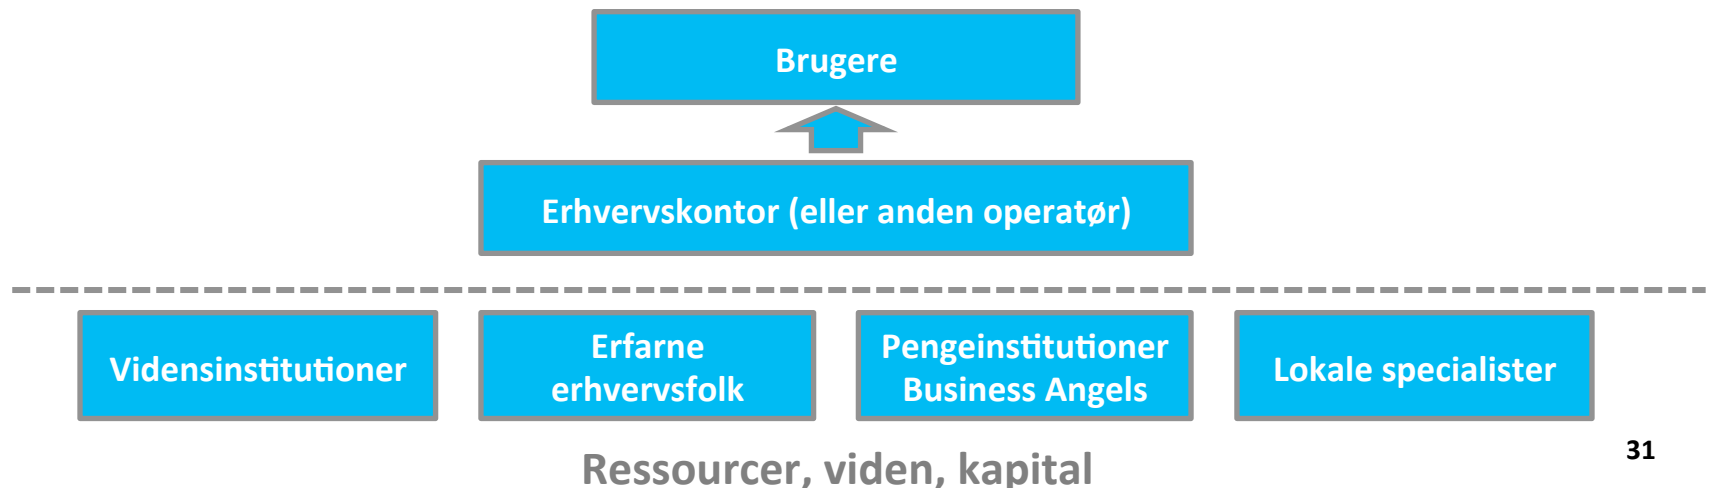 Brugere
Erhvervskontor (eller anden operatør)
Vidensinstitutioner
Erfarne
erhvervsfolk
Pengeinstitutioner
Business Angels
Lokale specialister
Ressourcer, viden, kapital
31